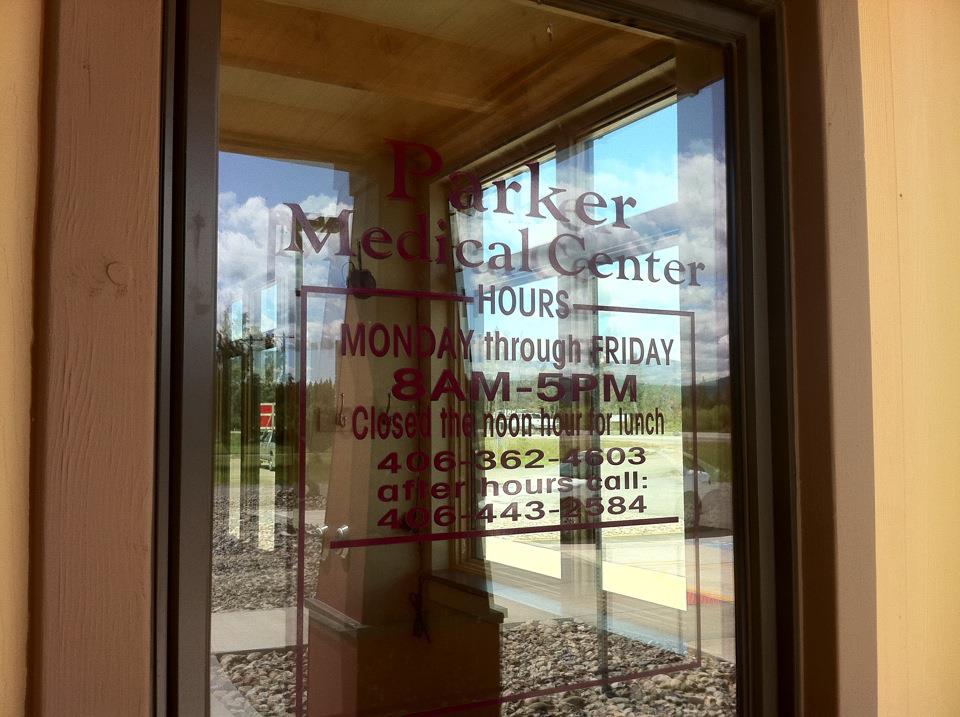 Parker
Medical Center
HOURS
MONDAY through FRIDAY
8AM-5PM
Closed the noon hour for lunch
406-362-4603
after hours call:
406-443-2584